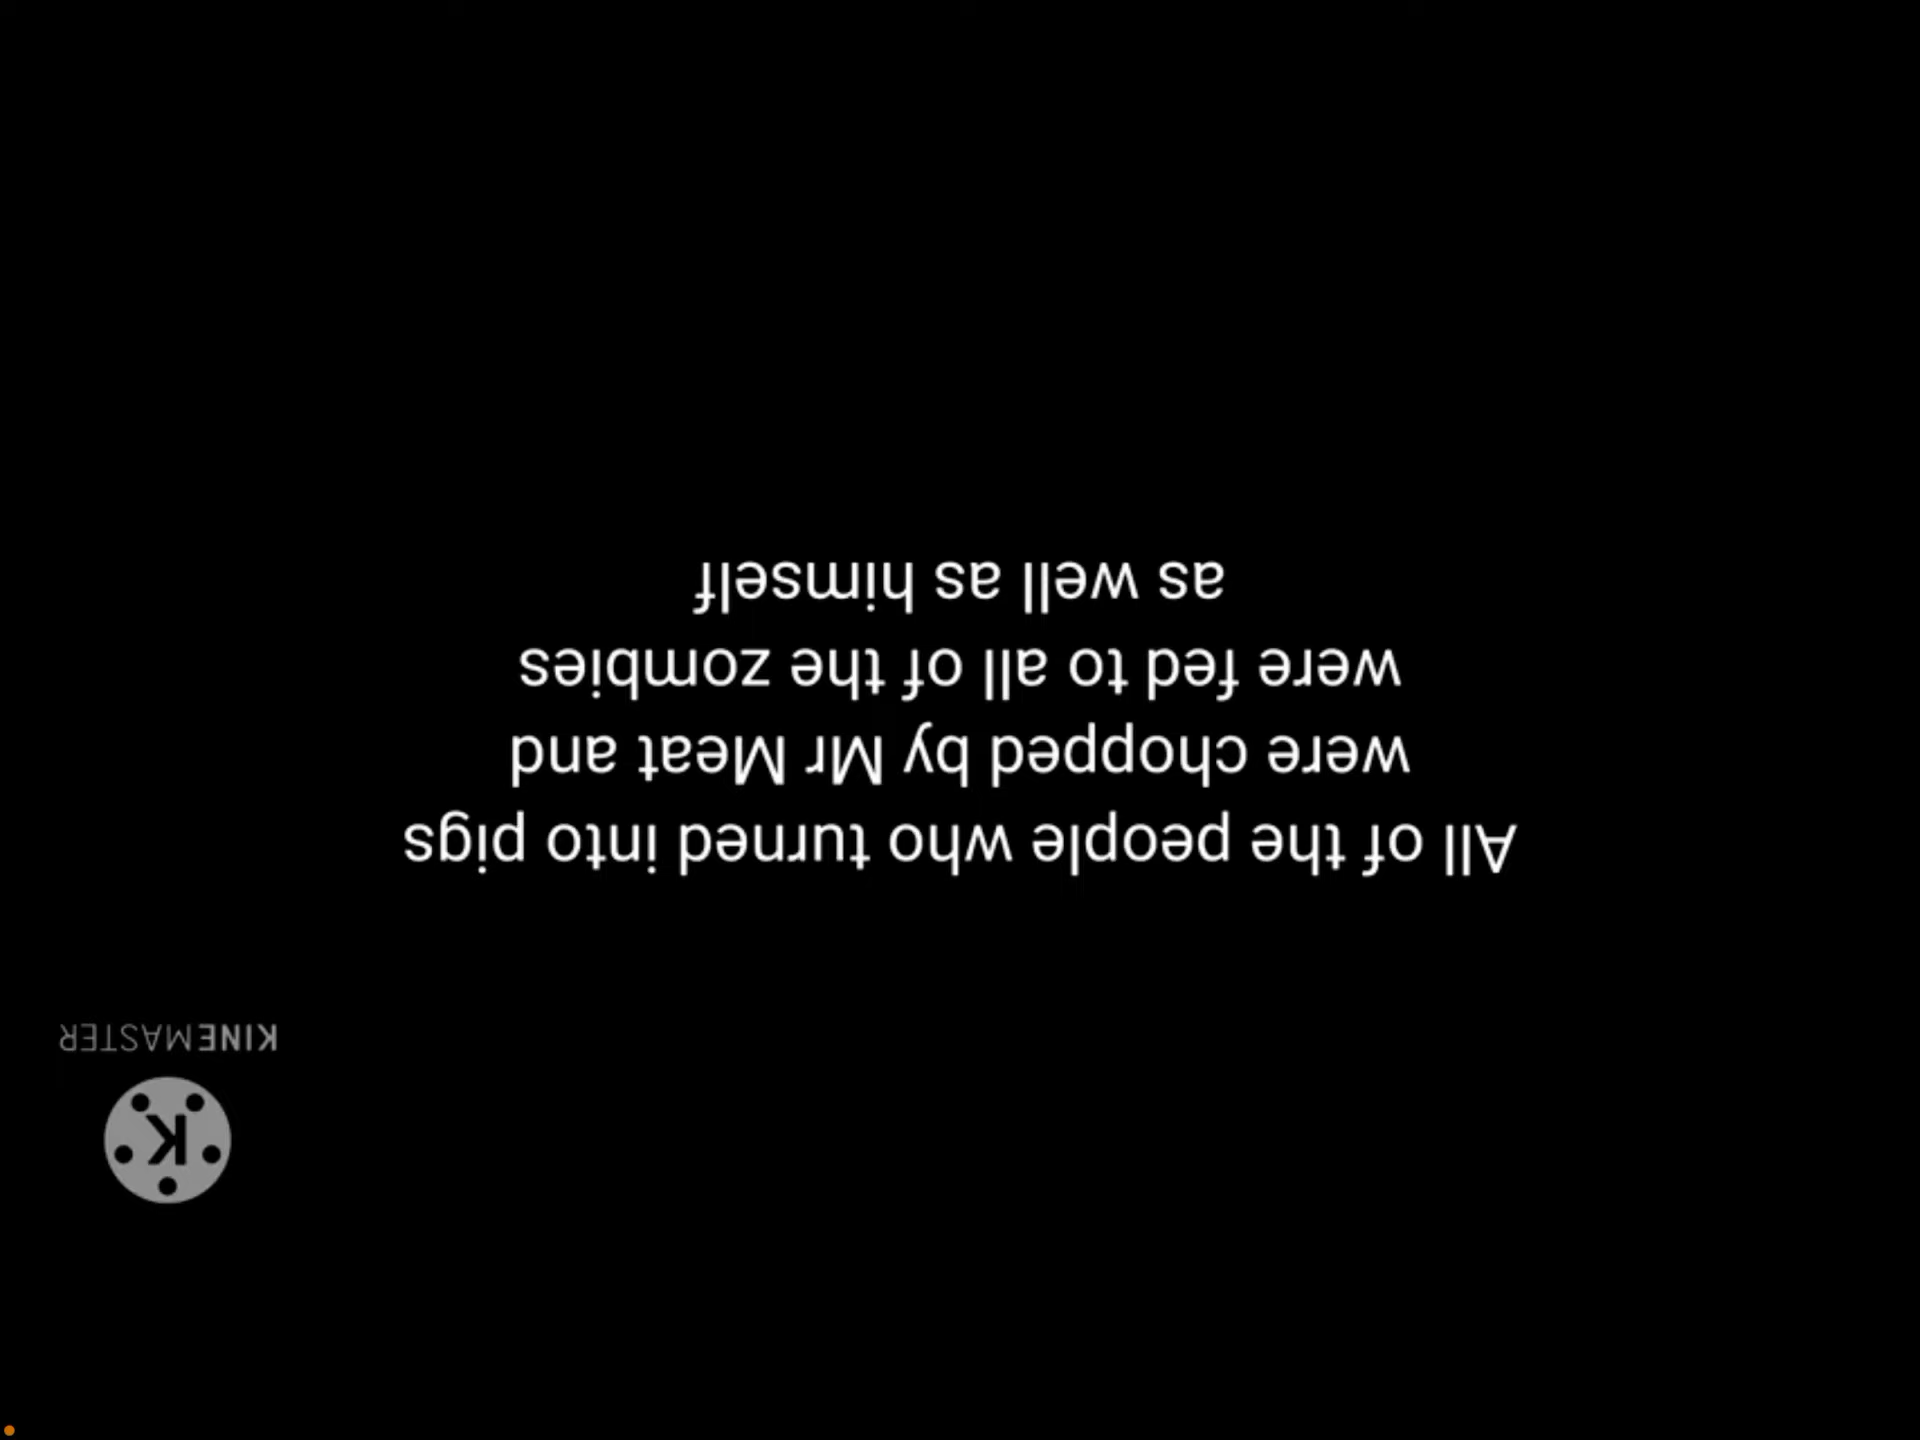 All of the people who turned into pigs
were chopped by Mr Meat and
were fed to all of the zombies
as well as himself
KINEMASTER
K